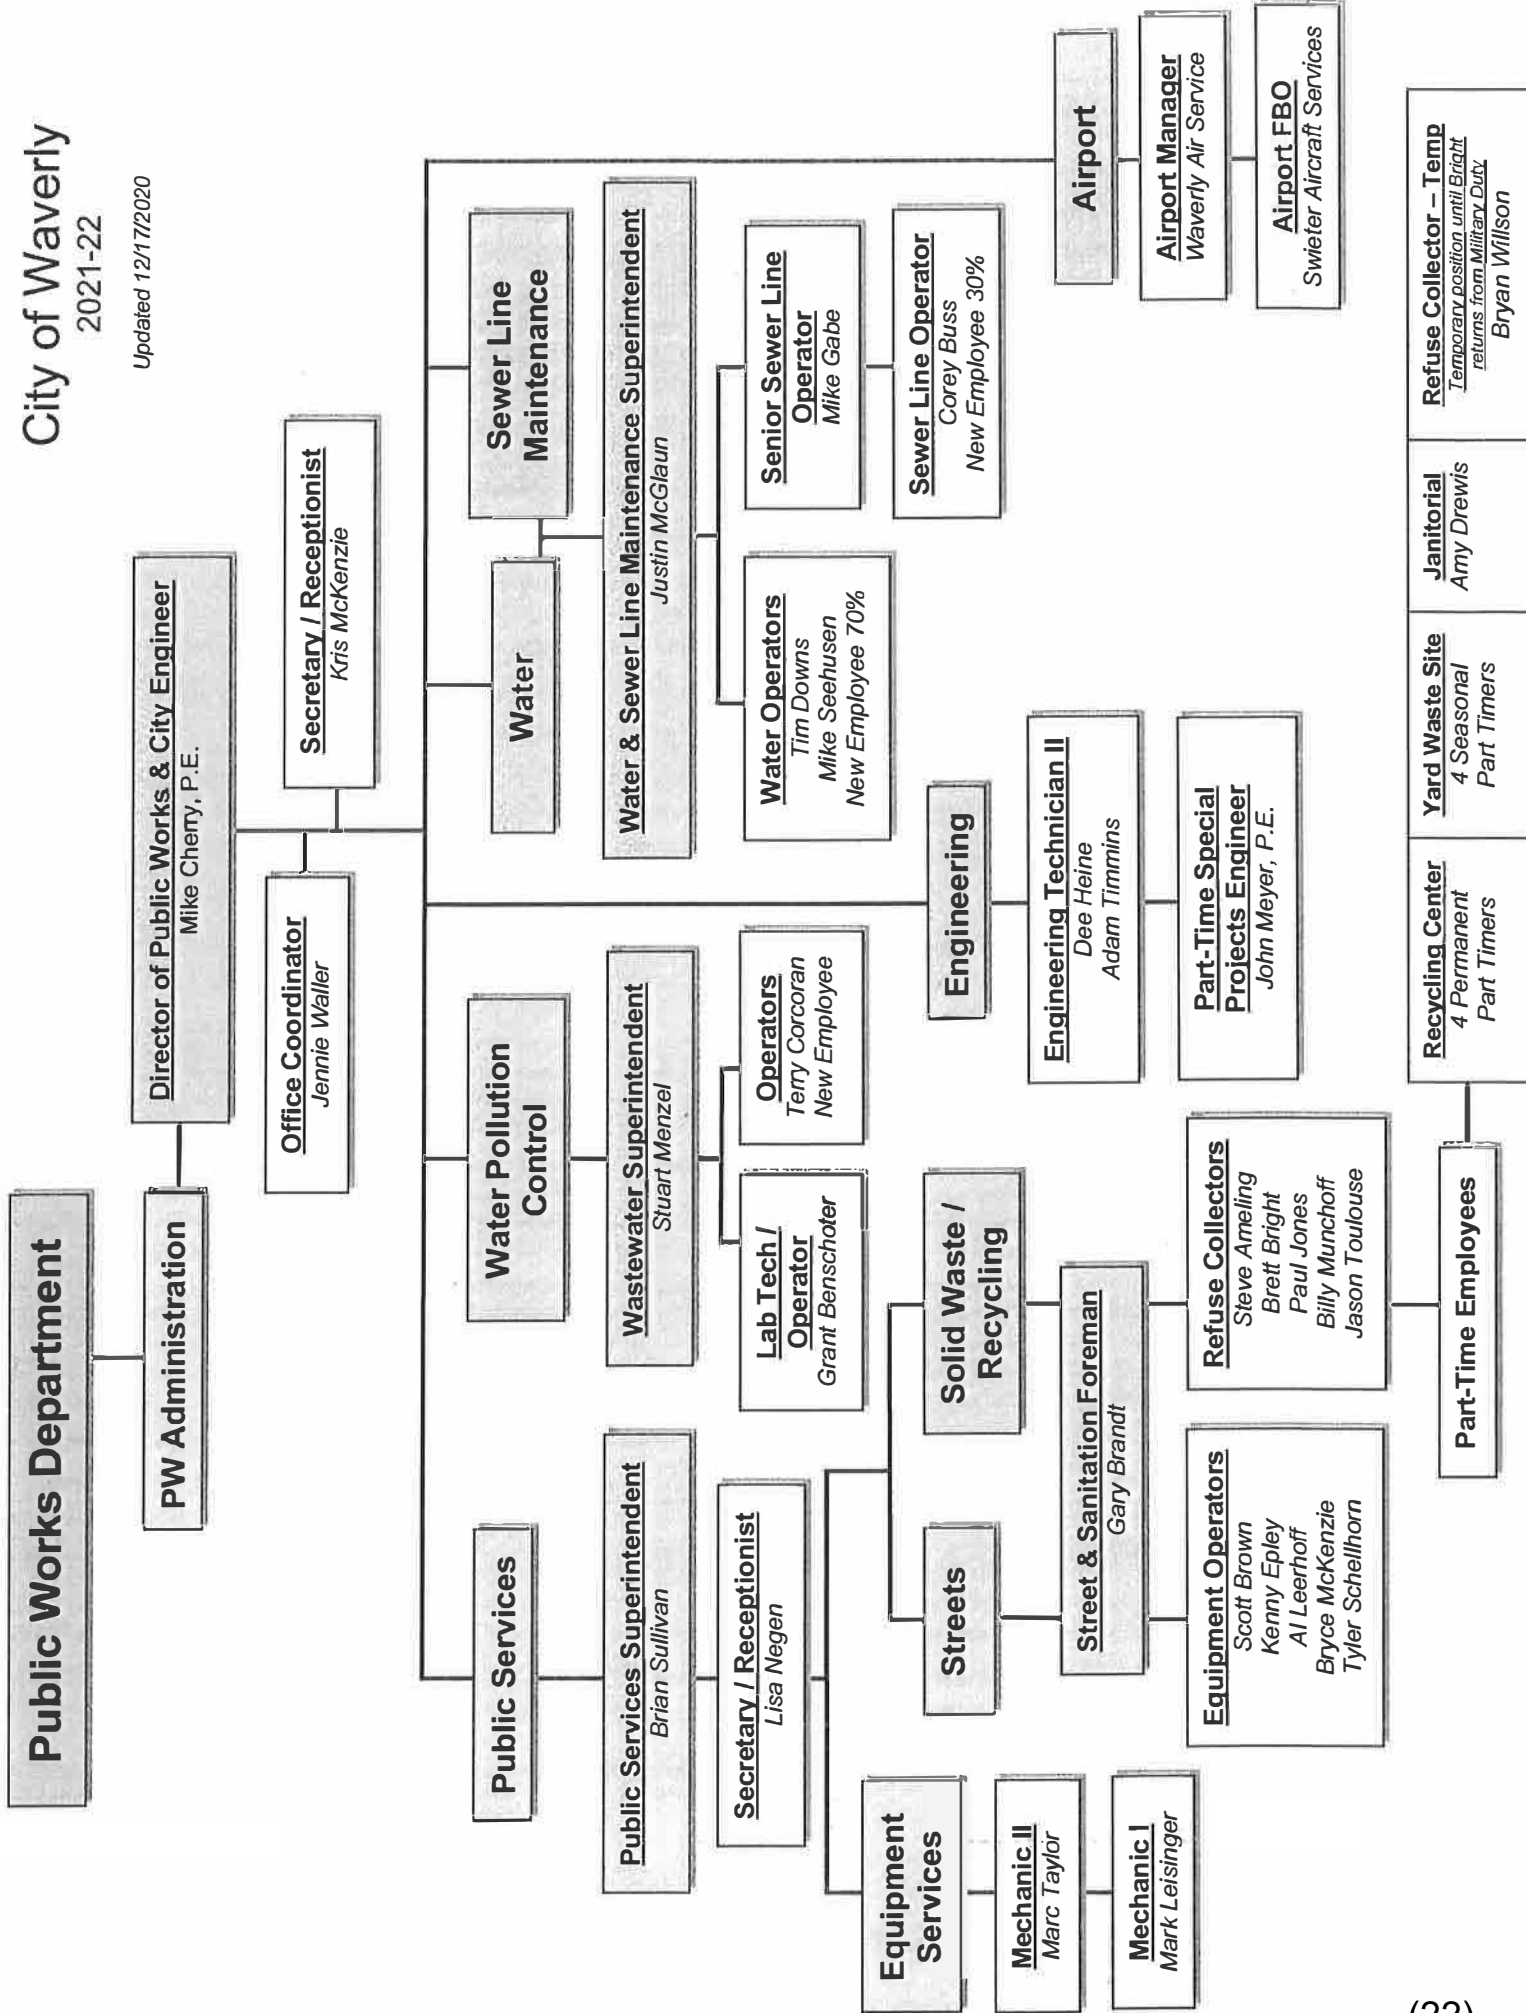 Public Works Department
City of Waverly
2021-22
Updated 12/17/2020
PW Administration
Director of Public Works & City Engineer
Mike Cherry, P.E.
Office Coordinator
Jennie Waller
Secretary / Receptionist
Kris McKenzie
Public Services
Water Pollution
Control
Water
Sewer Line
Maintenance
Public Services Superintendent
Brian Sullivan
Wastewater Superintendent
Stuart Menzel
Water & Sewer Line Maintenance Superintendent
Justin McGlaun
Secretary / Receptionist
Lisa Negen
Lab Tech /
Operator
Grant Benschoter
Operators
Terry Corcoran
New Employee
Water Operators
Tim Downs
Mike Seehusen
New Employee 70%
Senior Sewer Line
Operator
Mike Gabe
Sewer Line Operator
Corey Buss
New Employee 30%
Equipment
Services
Streets
Solid Waste /
Recycling
Engineering
Airport
Mechanic II
Marc Taylor
Mechanic I
Mark Leisinger
Street & Sanitation Foreman
Gary Brandt
Engineering Technician II
Dee Heine
Adam Timmins
Part-Time Special
Projects Engineer
John Meyer, P.E.
Airport Manager
Waverly Air Service
Airport FBO
Swieter Aircraft Services
Equipment Operators
Scott Brown
Kenny Epley
Al Leerhoff
Bryce McKenzie
Tyler Schellhorn
Refuse Collectors
Steve Ameling
Brett Bright
Paul Jones
Billy Munchoff
Jason Toulouse
Part-Time Employees
Recycling Center
4 Permanent
Part Timers
Yard Waste Site
4 Seasonal
Part Timers
Janitorial
Amy Drewis
Refuse Collector – Temp
Temporary position until Bright
returns from Military Duty
Bryan Willson